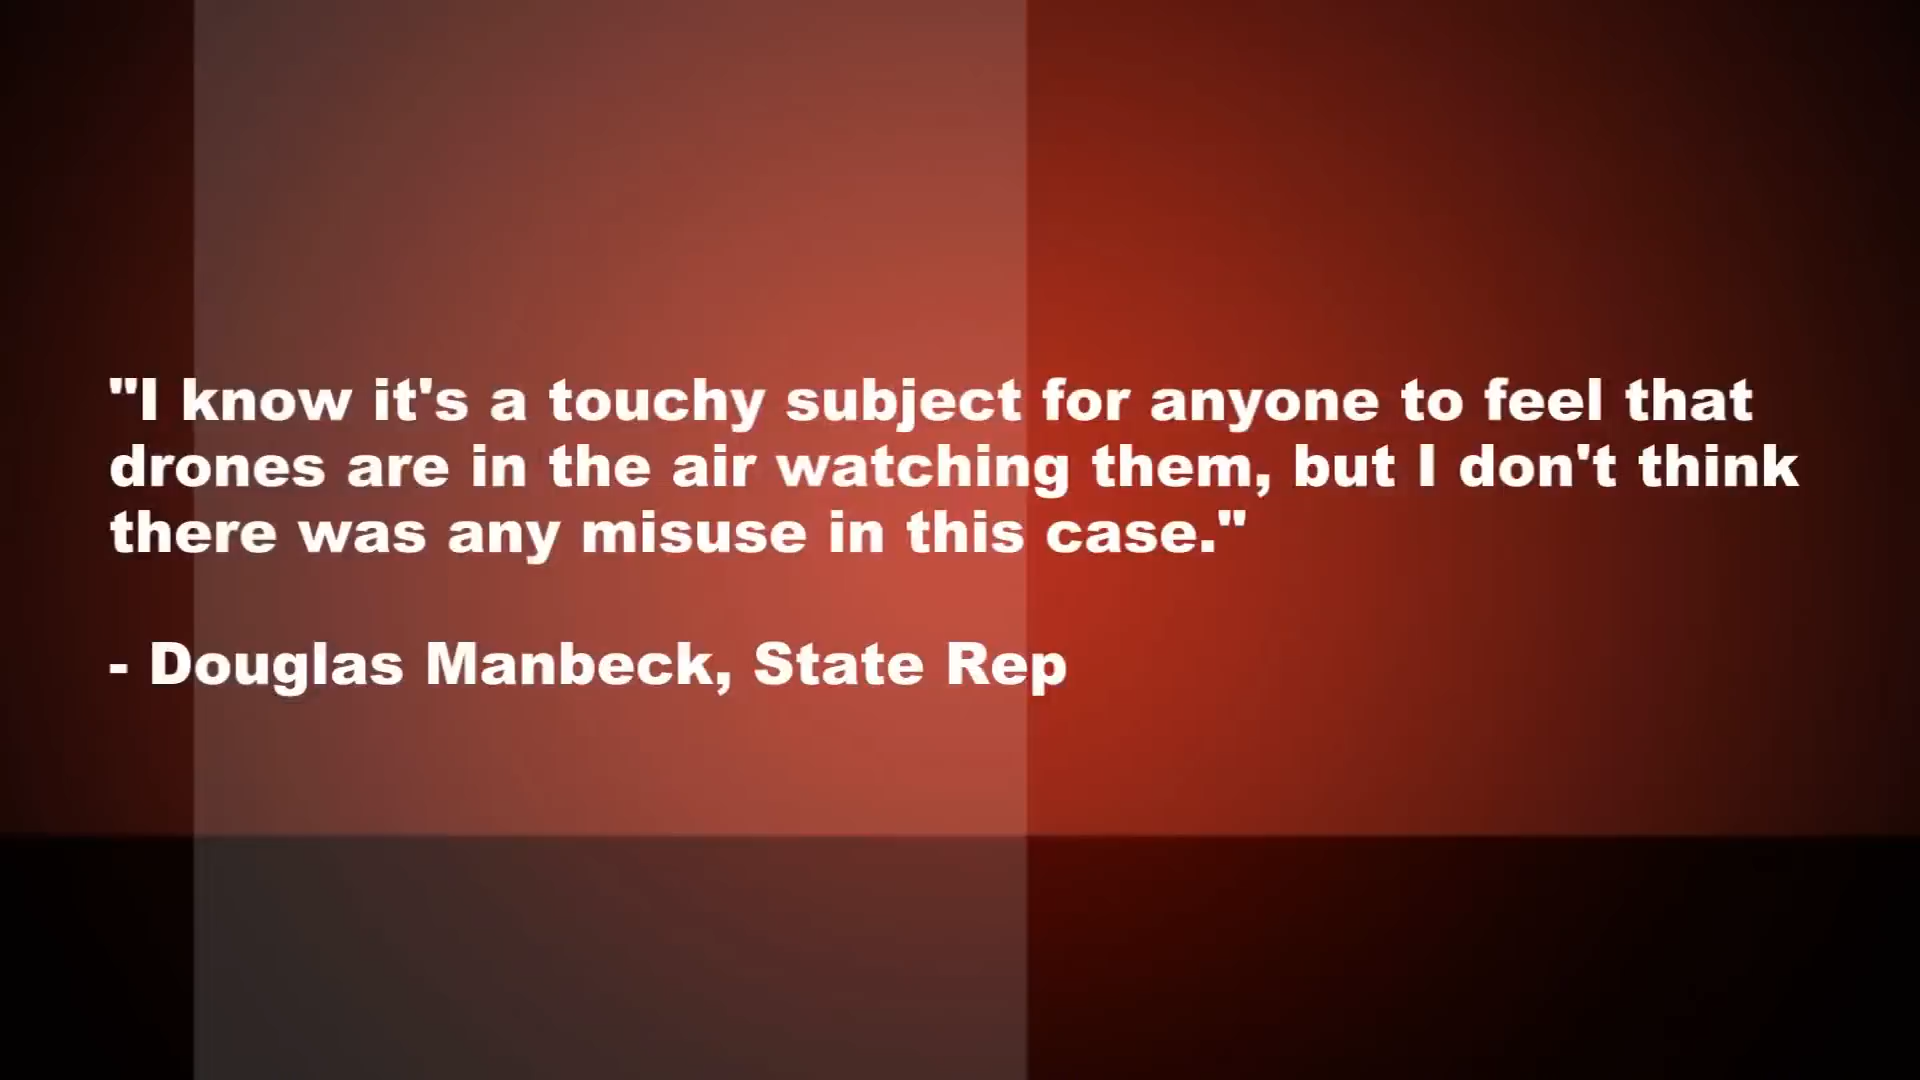 "I know it's a touchy subject for anyone to feel that
drones are in the air watching them, but I don't think
there was any misuse in this case."
- Douglas Manbeck, State Rep